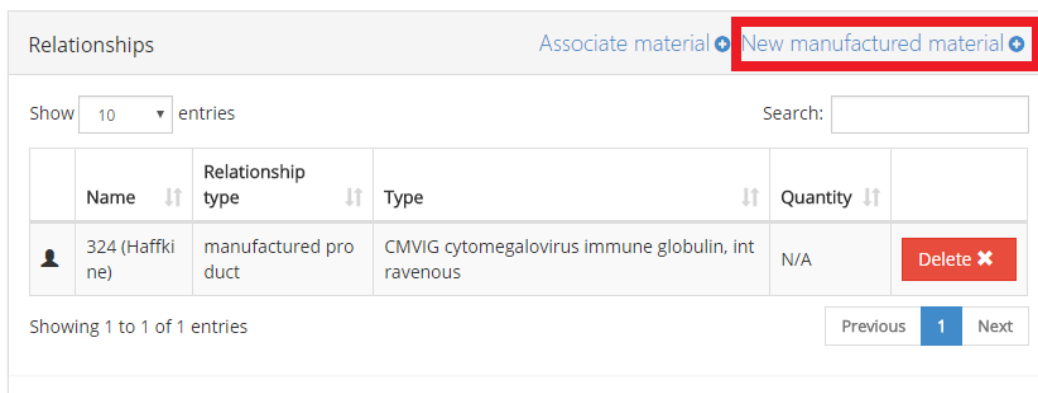 Relationships
Associate material New manufactured material
Show 10 entries
Search:
Name
Relationship
type
Type
Quantity
324 (Haffki
ne)
manufactured pro
duct
CMVIG cytomegalovirus immune globulin, int
ravenous
N/A
Delete
Showing 1 to 1 of 1 entries
Previous 1 Next